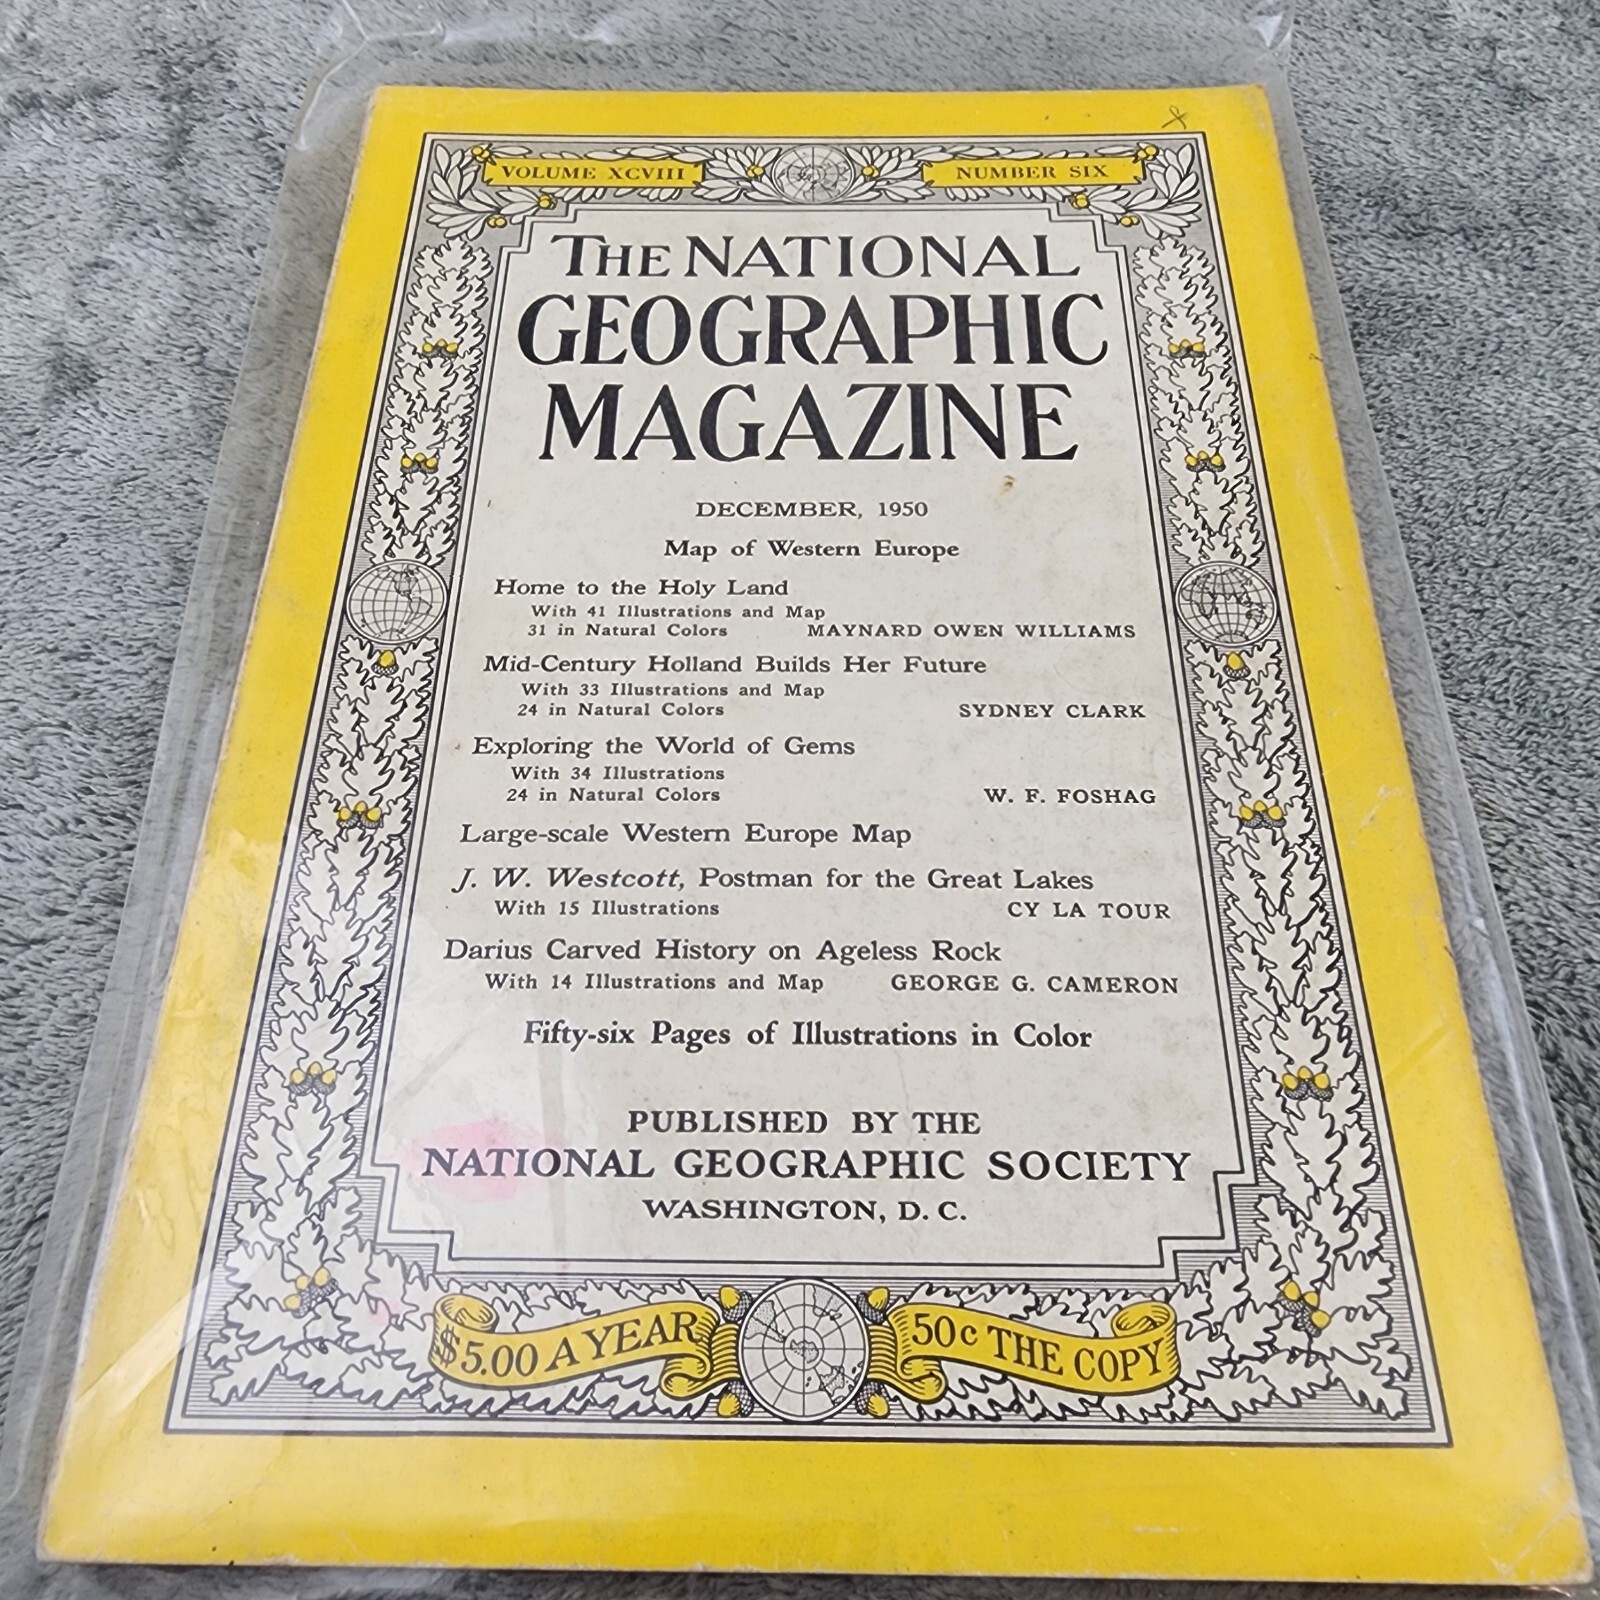 VOLUME XCVIII NUMBER SIX
THE NATIONAL
GEOGRAPHIC
MAGAZINE
DECEMBER, 1950
Map of Western Europe
Home to the Holy Land
With 41 Illustrations and Map
31 in Natural Colors MAYNARD OWEN WILLIAMS
Mid-Century Holland Builds Her Future
With 33 Illustrations and Map
24 in Natural Colors SYDNEY CLARK
Exploring the World of Gems
With 34 Illustrations
24 in Natural Colors W. F. FOSHAG
Large-scale Western Europe Map
J. W. Westcott, Postman for the Great Lakes
With 15 Illustrations CY LA TOUR
Darius Carved History on Ageless Rock
With 14 Illustrations and Map GEORGE G. CAMERON
Fifty-six Pages of Illustrations in Color
PUBLISHED BY THE
NATIONAL GEOGRAPHIC SOCIETY
WASHINGTON, D. C.
$5.00 A YEAR 50c THE COPY